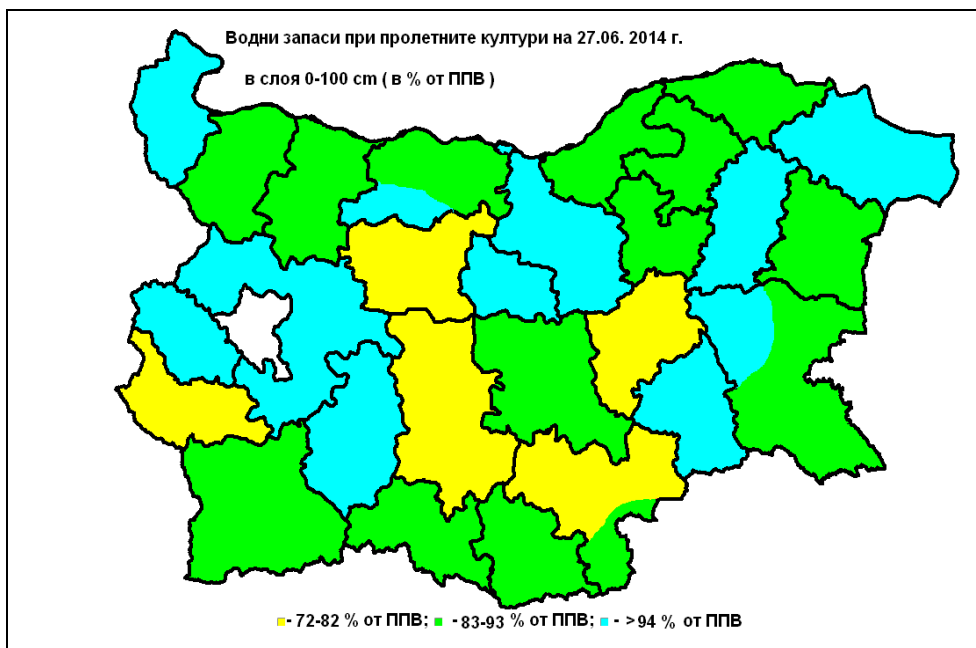 Водни запаси при пролетните култури на 27.06. 2014 г.
в слоя 0-100 cm ( в % от ППВ )
- 72-82 % от ППВ; - 83-93 % от ППВ; - >94 % от ППВ